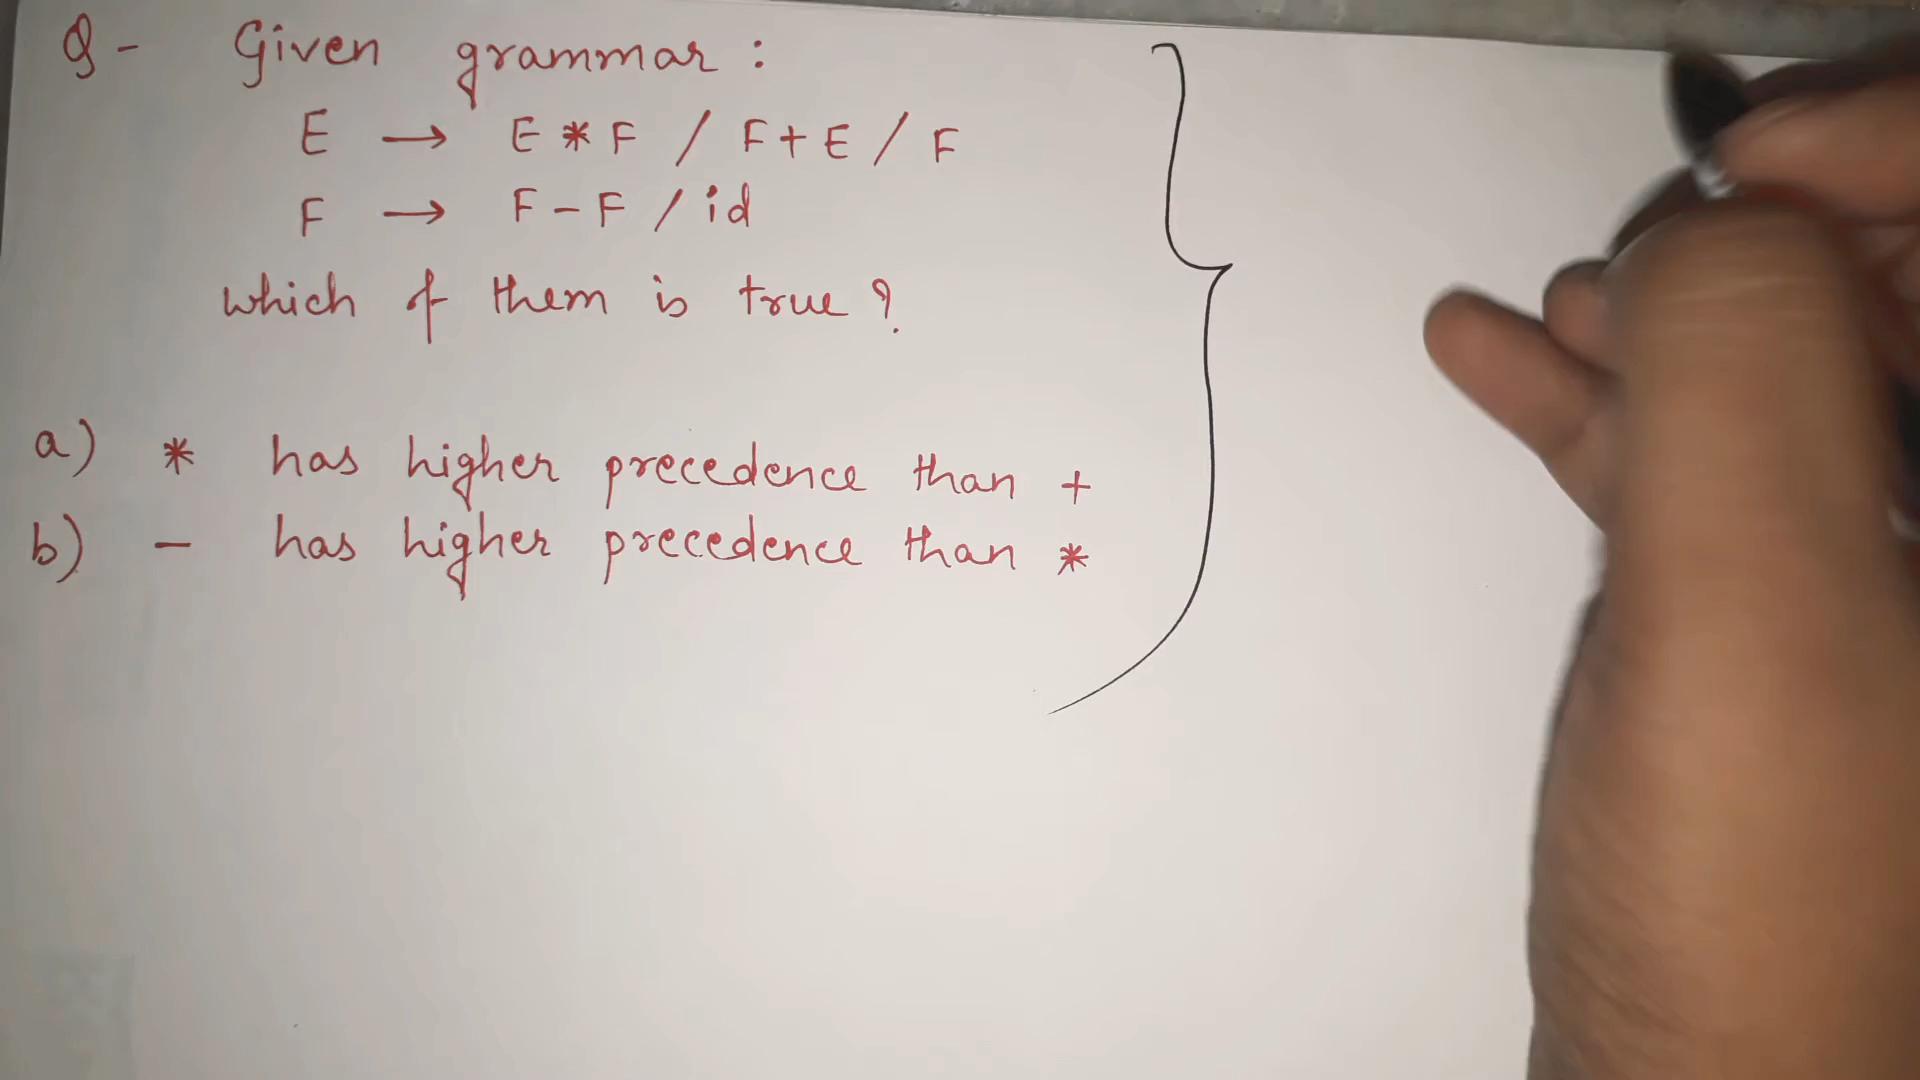 Q - Given grammar :
E → E * F / F + E / F
F → F - F / id
which of them is true ?
a) * has higher precedence than +
b) - has higher precedence than *